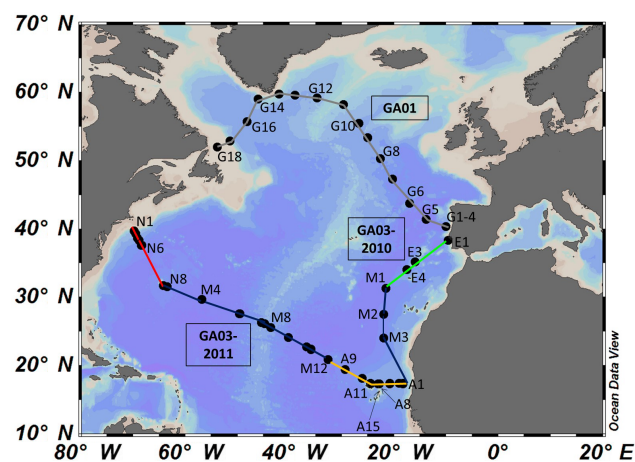 70° N
60° N
50° N
40° N
30° N
20° N
10° N
G12
G14
GA01
G16
G10
G18
G8
G6
G5
G1-4
N1
GA03-
2010
E1
N6
E3
-E4
N8
M4
M1
M2
M8
M3
GA03-
2011
M12
A9
A11
A1
A8
A15
80° W
60° W
40° W
20° W
0°
20° E
Ocean Data View